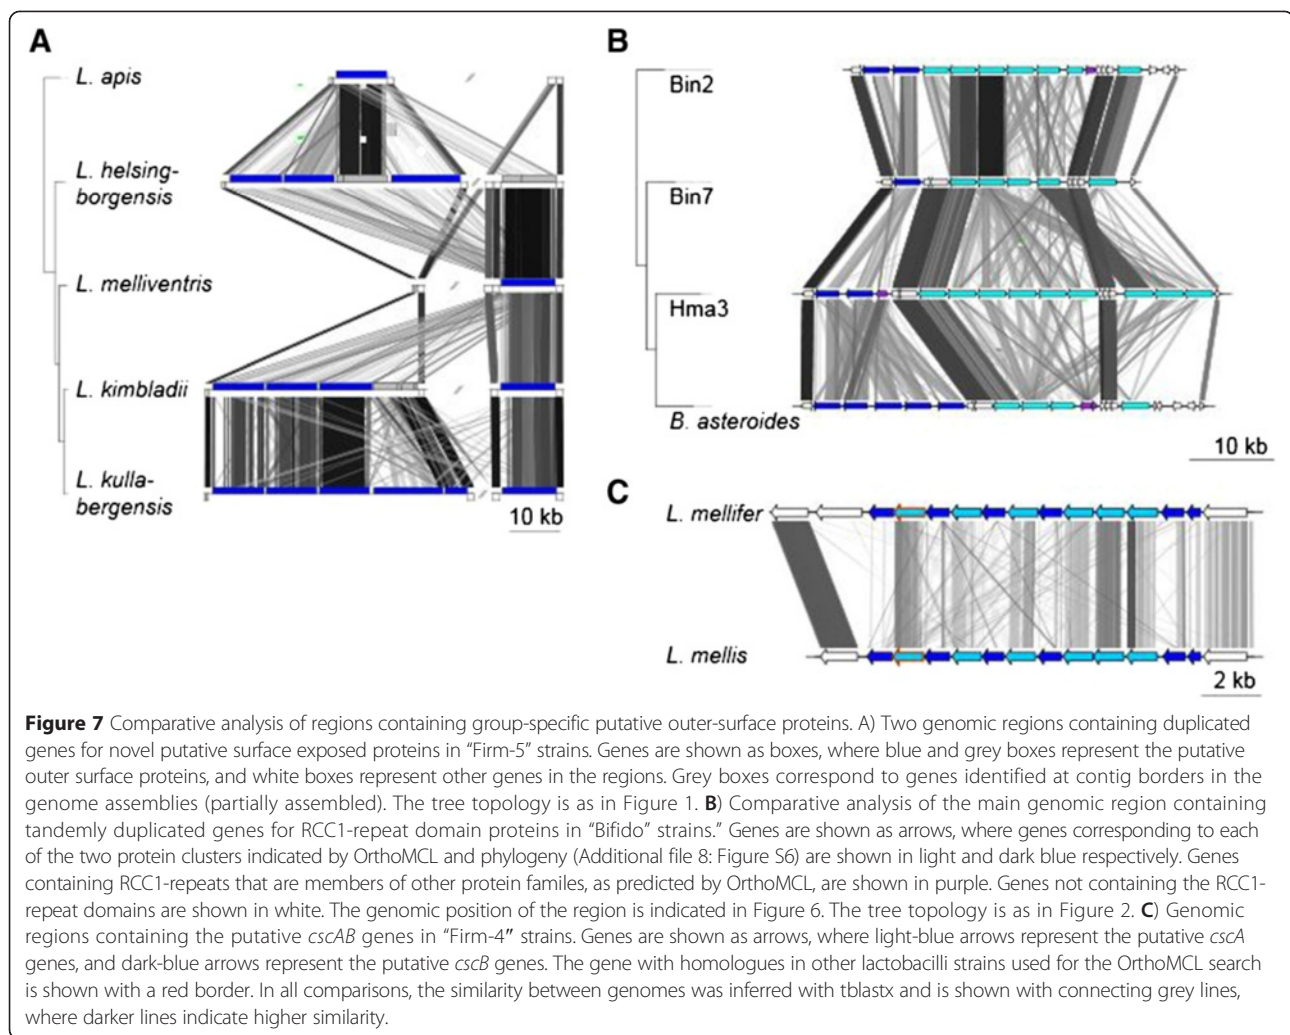 A
L. apis
L. helsing-
borgensis
L. melliventris
L. kimbladii
L. kulla-
bergensis
10 kb
B
Bin2
Bin7
Hma3
B. asteroides
10 kb
C
L. mellifer
L. mellis
2 kb
Figure 7 Comparative analysis of regions containing group-specific putative outer-surface proteins. A) Two genomic regions containing duplicated
genes for novel putative surface exposed proteins in “Firm-5” strains. Genes are shown as boxes, where blue and grey boxes represent the putative
outer surface proteins, and white boxes represent other genes in the regions. Grey boxes correspond to genes identified at contig borders in the
genome assemblies (partially assembled). The tree topology is as in Figure 1. B) Comparative analysis of the main genomic region containing
tandemly duplicated genes for RCC1-repeat domain proteins in “Bifido” strains.” Genes are shown as arrows, where genes corresponding to each
of the two protein clusters indicated by OrthoMCL and phylogeny (Additional file 8: Figure S6) are shown in light and dark blue respectively. Genes
containing RCC1-repeats that are members of other protein familes, as predicted by OrthoMCL, are shown in purple. Genes not containing the RCC1-
repeat domains are shown in white. The genomic position of the region is indicated in Figure 6. The tree topology is as in Figure 2. C) Genomic
regions containing the putative cscAB genes in “Firm-4″ strains. Genes are shown as arrows, where light-blue arrows represent the putative cscA
genes, and dark-blue arrows represent the putative cscB genes. The gene with homologues in other lactobacilli strains used for the OrthoMCL search
is shown with a red border. In all comparisons, the similarity between genomes was inferred with tblastx and is shown with connecting grey lines,
where darker lines indicate higher similarity.